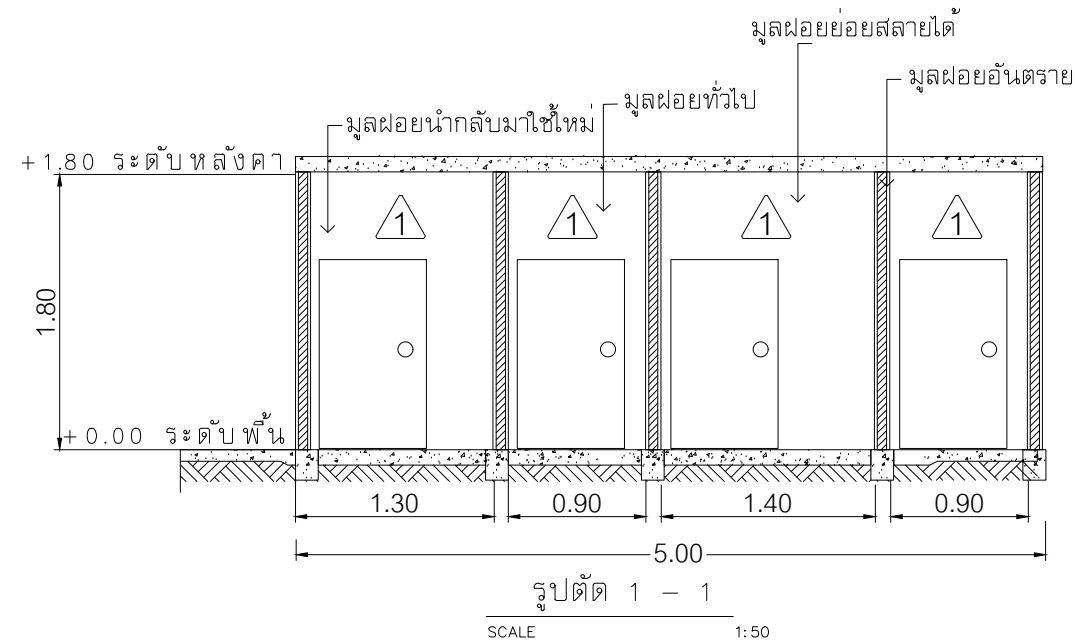 มูลฝอยย่อยสลายได้
มูลฝอยอันตราย
มูลฝอยทั่วไป
มูลฝอยนำกลับมาใช้ใหม่
+1.80 ระดับหลังคา
1 1 1 1
1.80
+0.00 ระดับพื้น
1.30 0.90 1.40 0.90
5.00
รูปตัด 1 - 1
SCALE 1:50